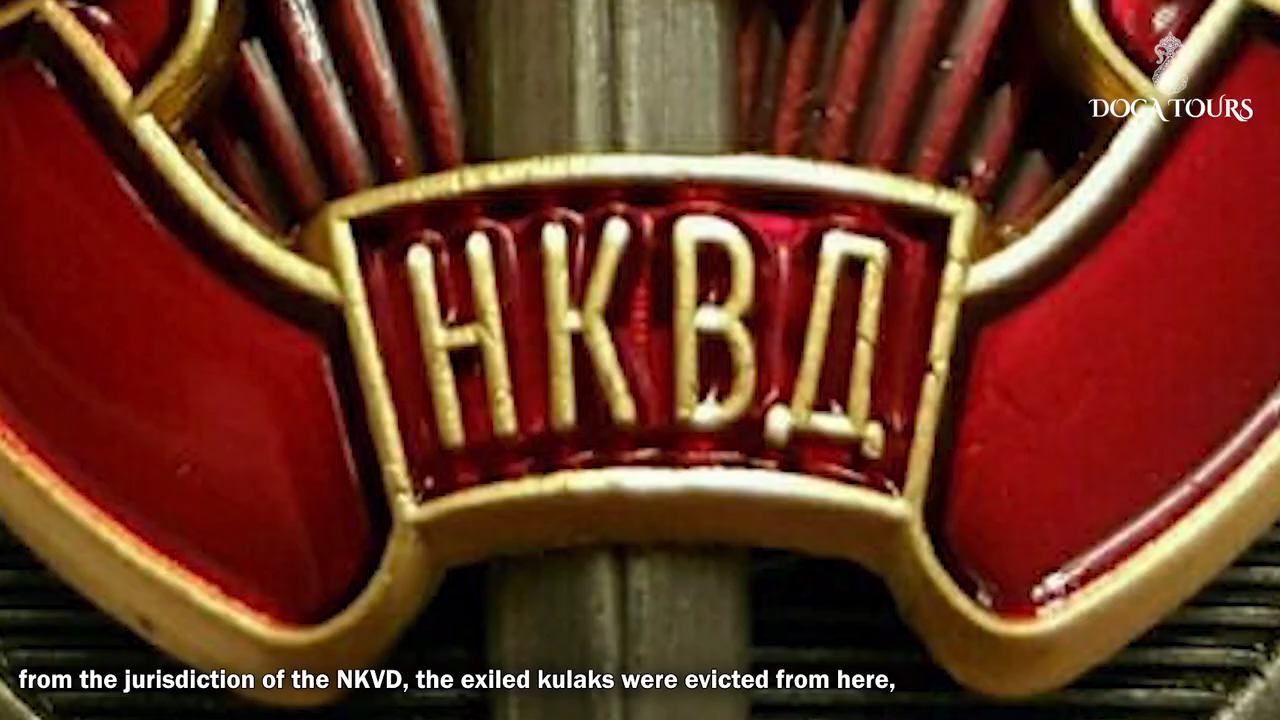 DOCA TOURS
НКВД
from the jurisdiction of the NKVD, the exiled kulaks were evicted from here,